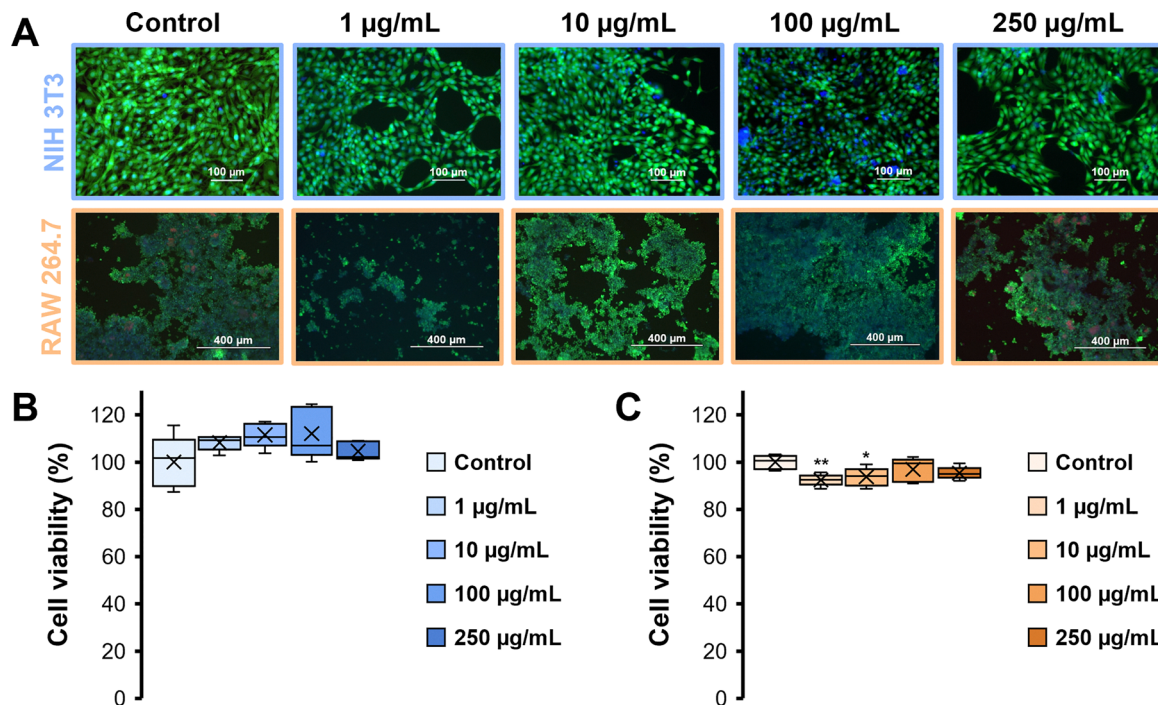 A
Control
1 µg/mL
10 µg/mL
100 µg/mL
250 µg/mL
NIH 3T3
100 µm
100 µm
100 µm
100 µm
100 µm
RAW 264.7
400 µm
400 µm
400 µm
400 µm
400 µm
B
Cell viability (%)
120
100
80
60
40
20
0
Control
1 µg/mL
10 µg/mL
100 µg/mL
250 µg/mL
C
Cell viability (%)
120
100
80
60
40
20
0
**
*
Control
1 µg/mL
10 µg/mL
100 µg/mL
250 µg/mL